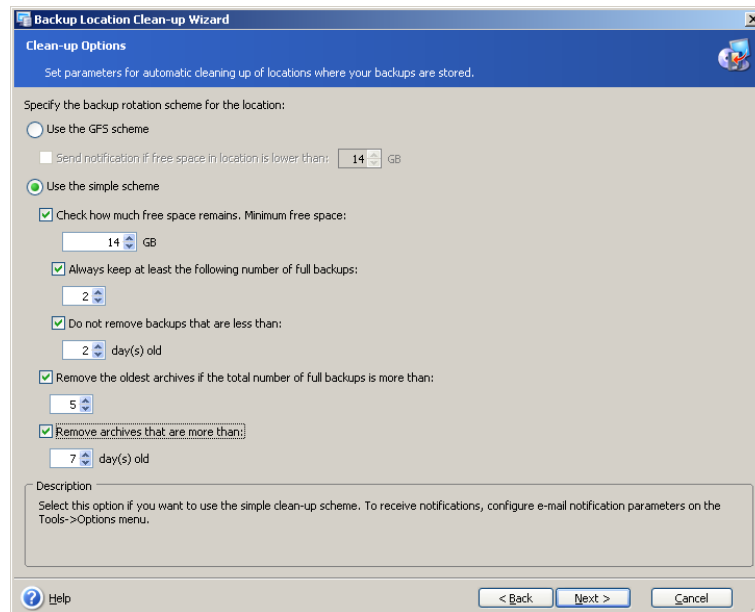 Backup Location Clean-up Wizard
Clean-up Options
Set parameters for automatic cleaning up of locations where your backups are stored.
Specify the backup rotation scheme for the location:
Use the GFS scheme
Send notification if free space in location is lower than: 14 GB
Use the simple scheme
Check how much free space remains. Minimum free space:
14 GB
Always keep at least the following number of full backups:
2
Do not remove backups that are less than:
2 day(s) old
Remove the oldest archives if the total number of full backups is more than:
5
Remove archives that are more than:
7 day(s) old
Description
Select this option if you want to use the simple clean-up scheme. To receive notifications, configure e-mail notification parameters on the
Tools->Options menu.
Help < Back Next > Cancel